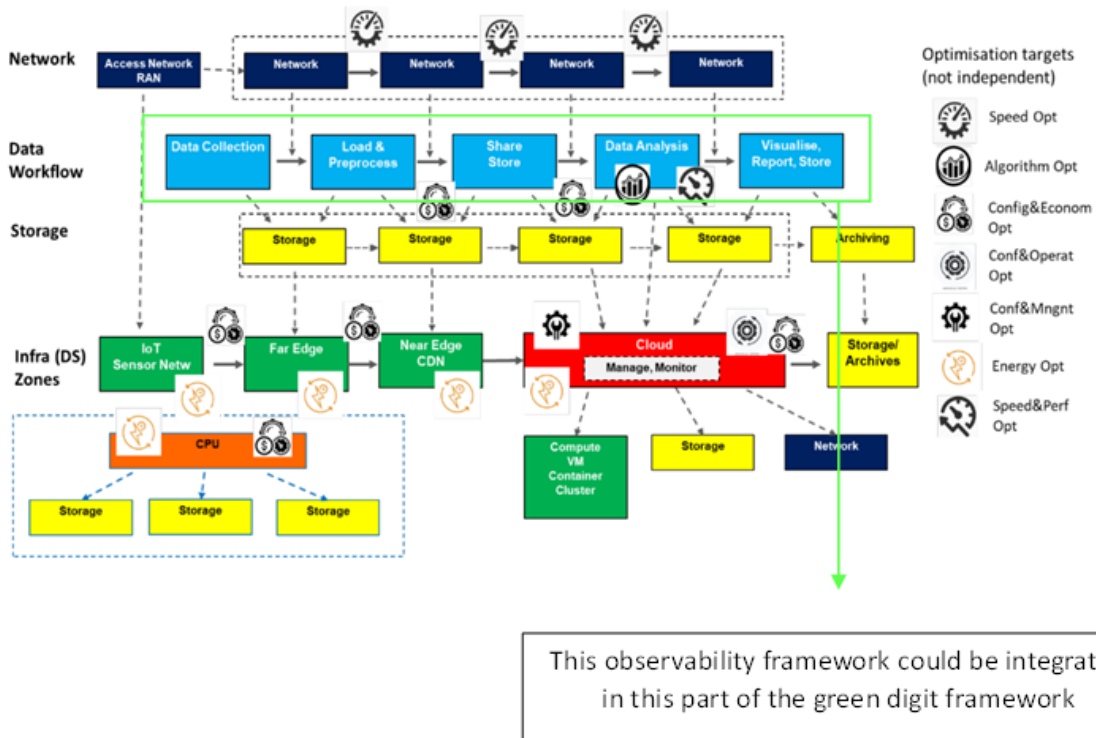 Network
Access Network
RAN
Network
Network
Network
Network
Optimisation targets
(not independent)
Speed Opt
Algorithm Opt
Config&Econom
Opt
Conf&Operat
Opt
Conf&Mngnt
Opt
Energy Opt
Speed&Perf
Opt
Data
Workflow
Data Collection
Load &
Preprocess
Share
Store
Data Analysis
Visualise,
Report, Store
Storage
Storage
Storage
Storage
Storage
Archiving
Infra (DS)
Zones
IoT
Sensor Netw
Far Edge
Near Edge
CDN
Cloud
Manage, Monitor
Storage/
Archives
CPU
Storage
Storage
Storage
Compute
VM
Container
Cluster
Storage
Network
This observability framework could be integrat
in this part of the green digit framework